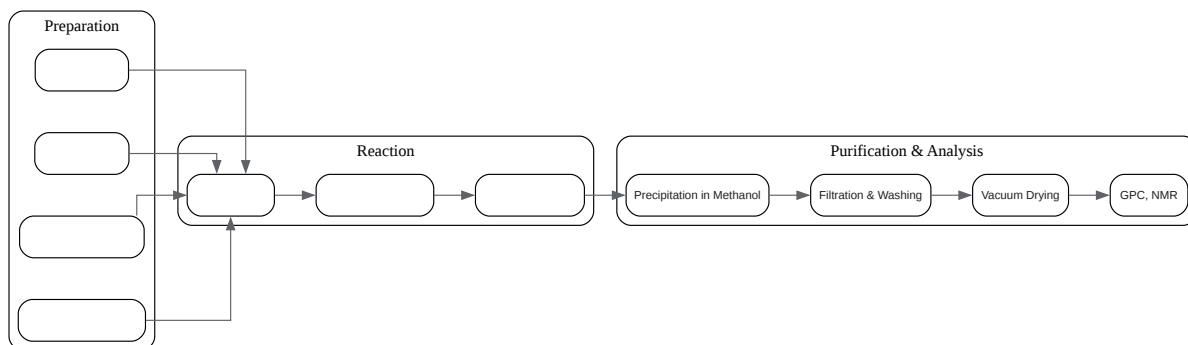 Preparation
Reaction
Purification & Analysis
Precipitation in Methanol
Filtration & Washing
Vacuum Drying
GPC, NMR